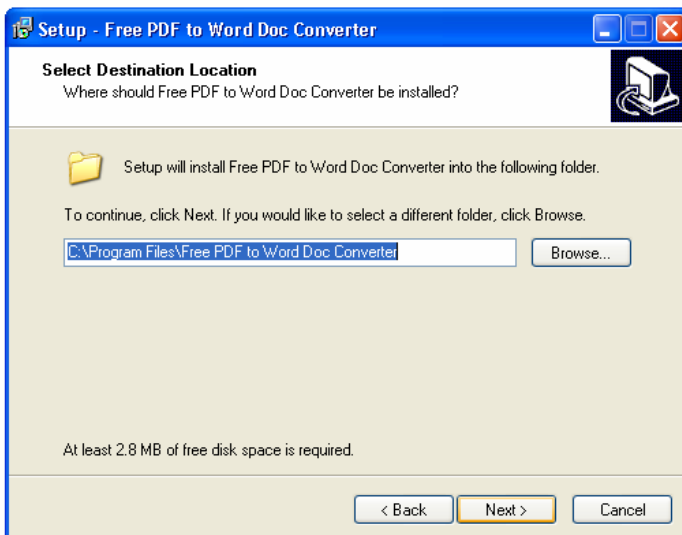 Setup - Free PDF to Word Doc Converter
Select Destination Location
Where should Free PDF to Word Doc Converter be installed?
Setup will install Free PDF to Word Doc Converter into the following folder.
To continue, click Next. If you would like to select a different folder, click Browse.
C:\Program Files\Free PDF to Word Doc Converter
Browse...
At least 2.8 MB of free disk space is required.
< Back
Next >
Cancel